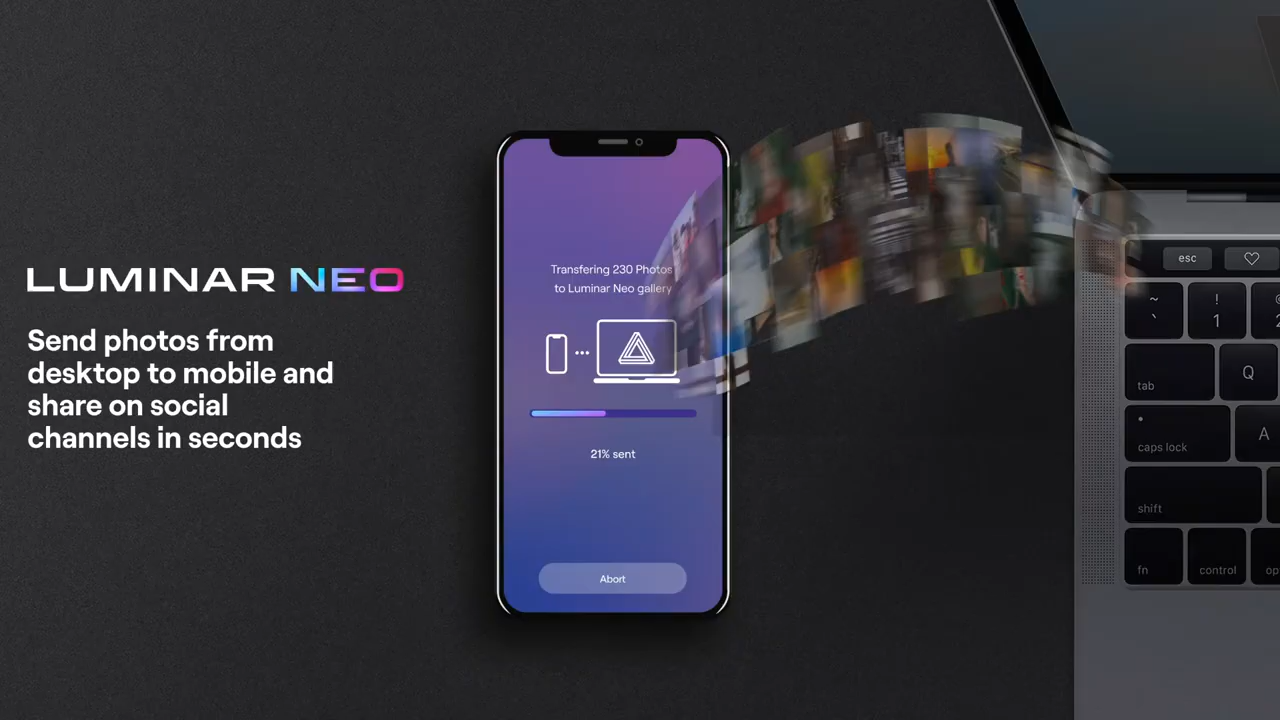 LUMINAR NEO
Send photos from
desktop to mobile and
share on social
channels in seconds
Transfering 230 Photos
to Luminar Neo gallery
21% sent
Abort
esc
~
`
!
1
2
tab
Q
caps lock
A
shift
fn
control